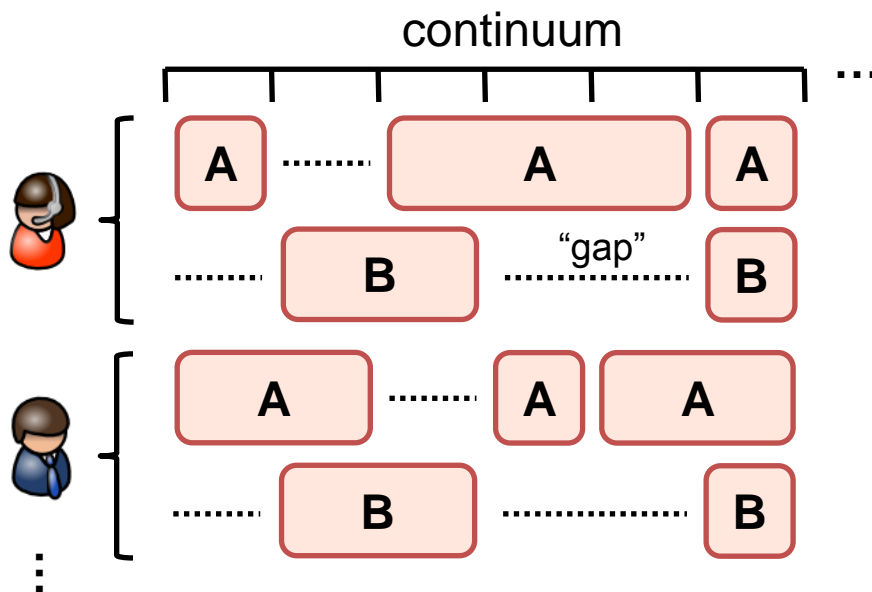 continuum
...
A A A
“gap”
B B
A A A
B B